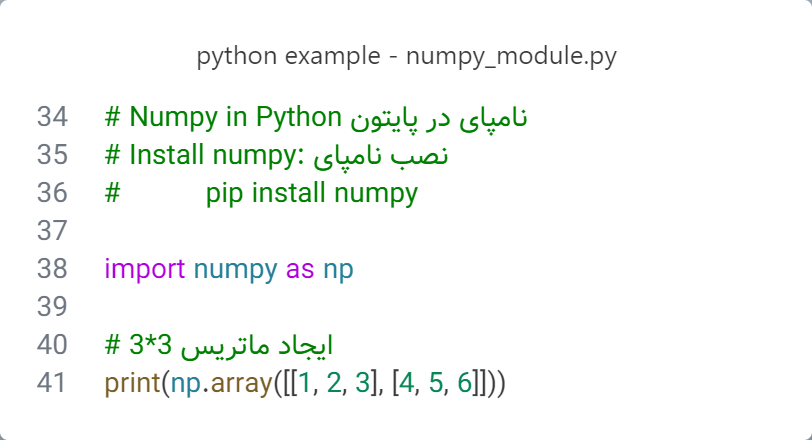 python example - numpy_module.py
34 # Numpy in Python نامپای در پایتون
35 # Install numpy: نصب نامپای
36 # pip install numpy
37
38 import numpy as np
39
40 # 3*3 ایجاد ماتریس
41 print(np.array([[1, 2, 3], [4, 5, 6]]))